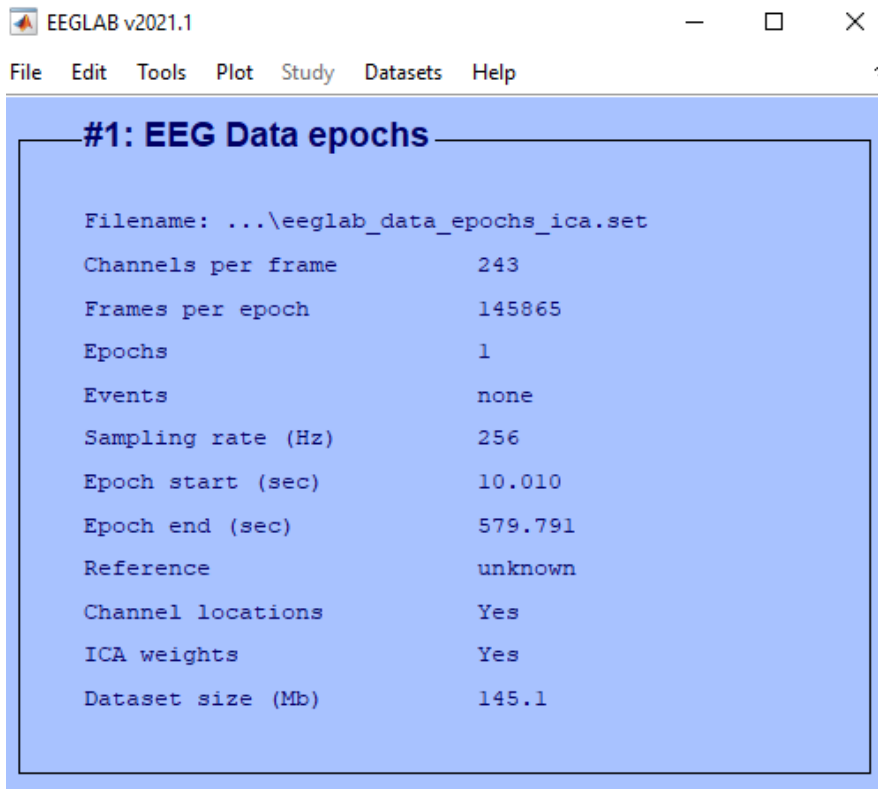 EEGLAB v2021.1
File Edit Tools Plot Study Datasets Help
#1: EEG Data epochs
Filename: ...\eeglab_data_epochs_ica.set
Channels per frame 243
Frames per epoch 145865
Epochs 1
Events none
Sampling rate (Hz) 256
Epoch start (sec) 10.010
Epoch end (sec) 579.791
Reference unknown
Channel locations Yes
ICA weights Yes
Dataset size (Mb) 145.1